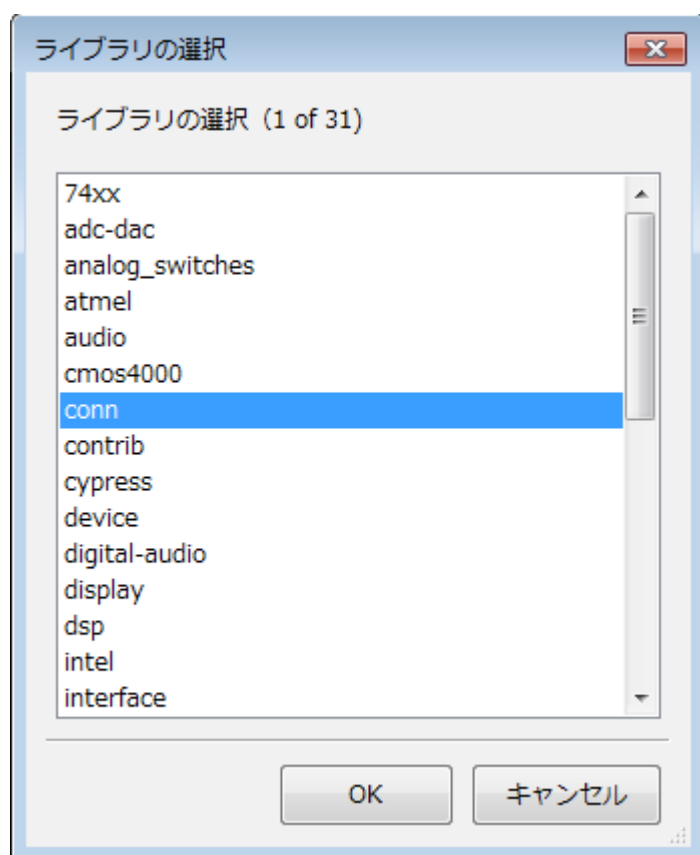 ライブラリの選択
ライブラリの選択 (1 of 31)
74xx
adc-dac
analog_switches
atmel
audio
cmos4000
conn
contrib
cypress
device
digital-audio
display
dsp
intel
interface
OK
キャンセル